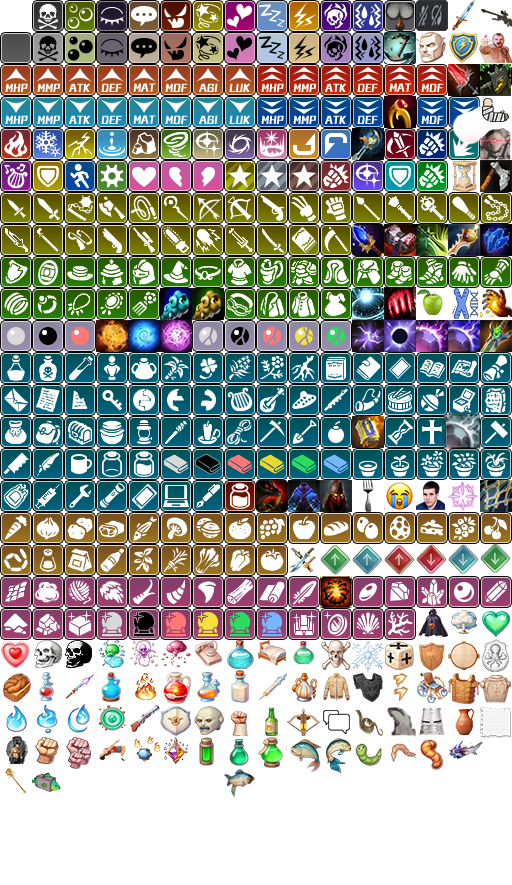 Z Z Z
Z Z Z
MHP MMP ATK DEF MAT MDF AGI LUK MHP MMP ATK DEF MAT MDF
MHP MMP ATK DEF MAT MDF AGI LUK MHP MMP ATK DEF MDF